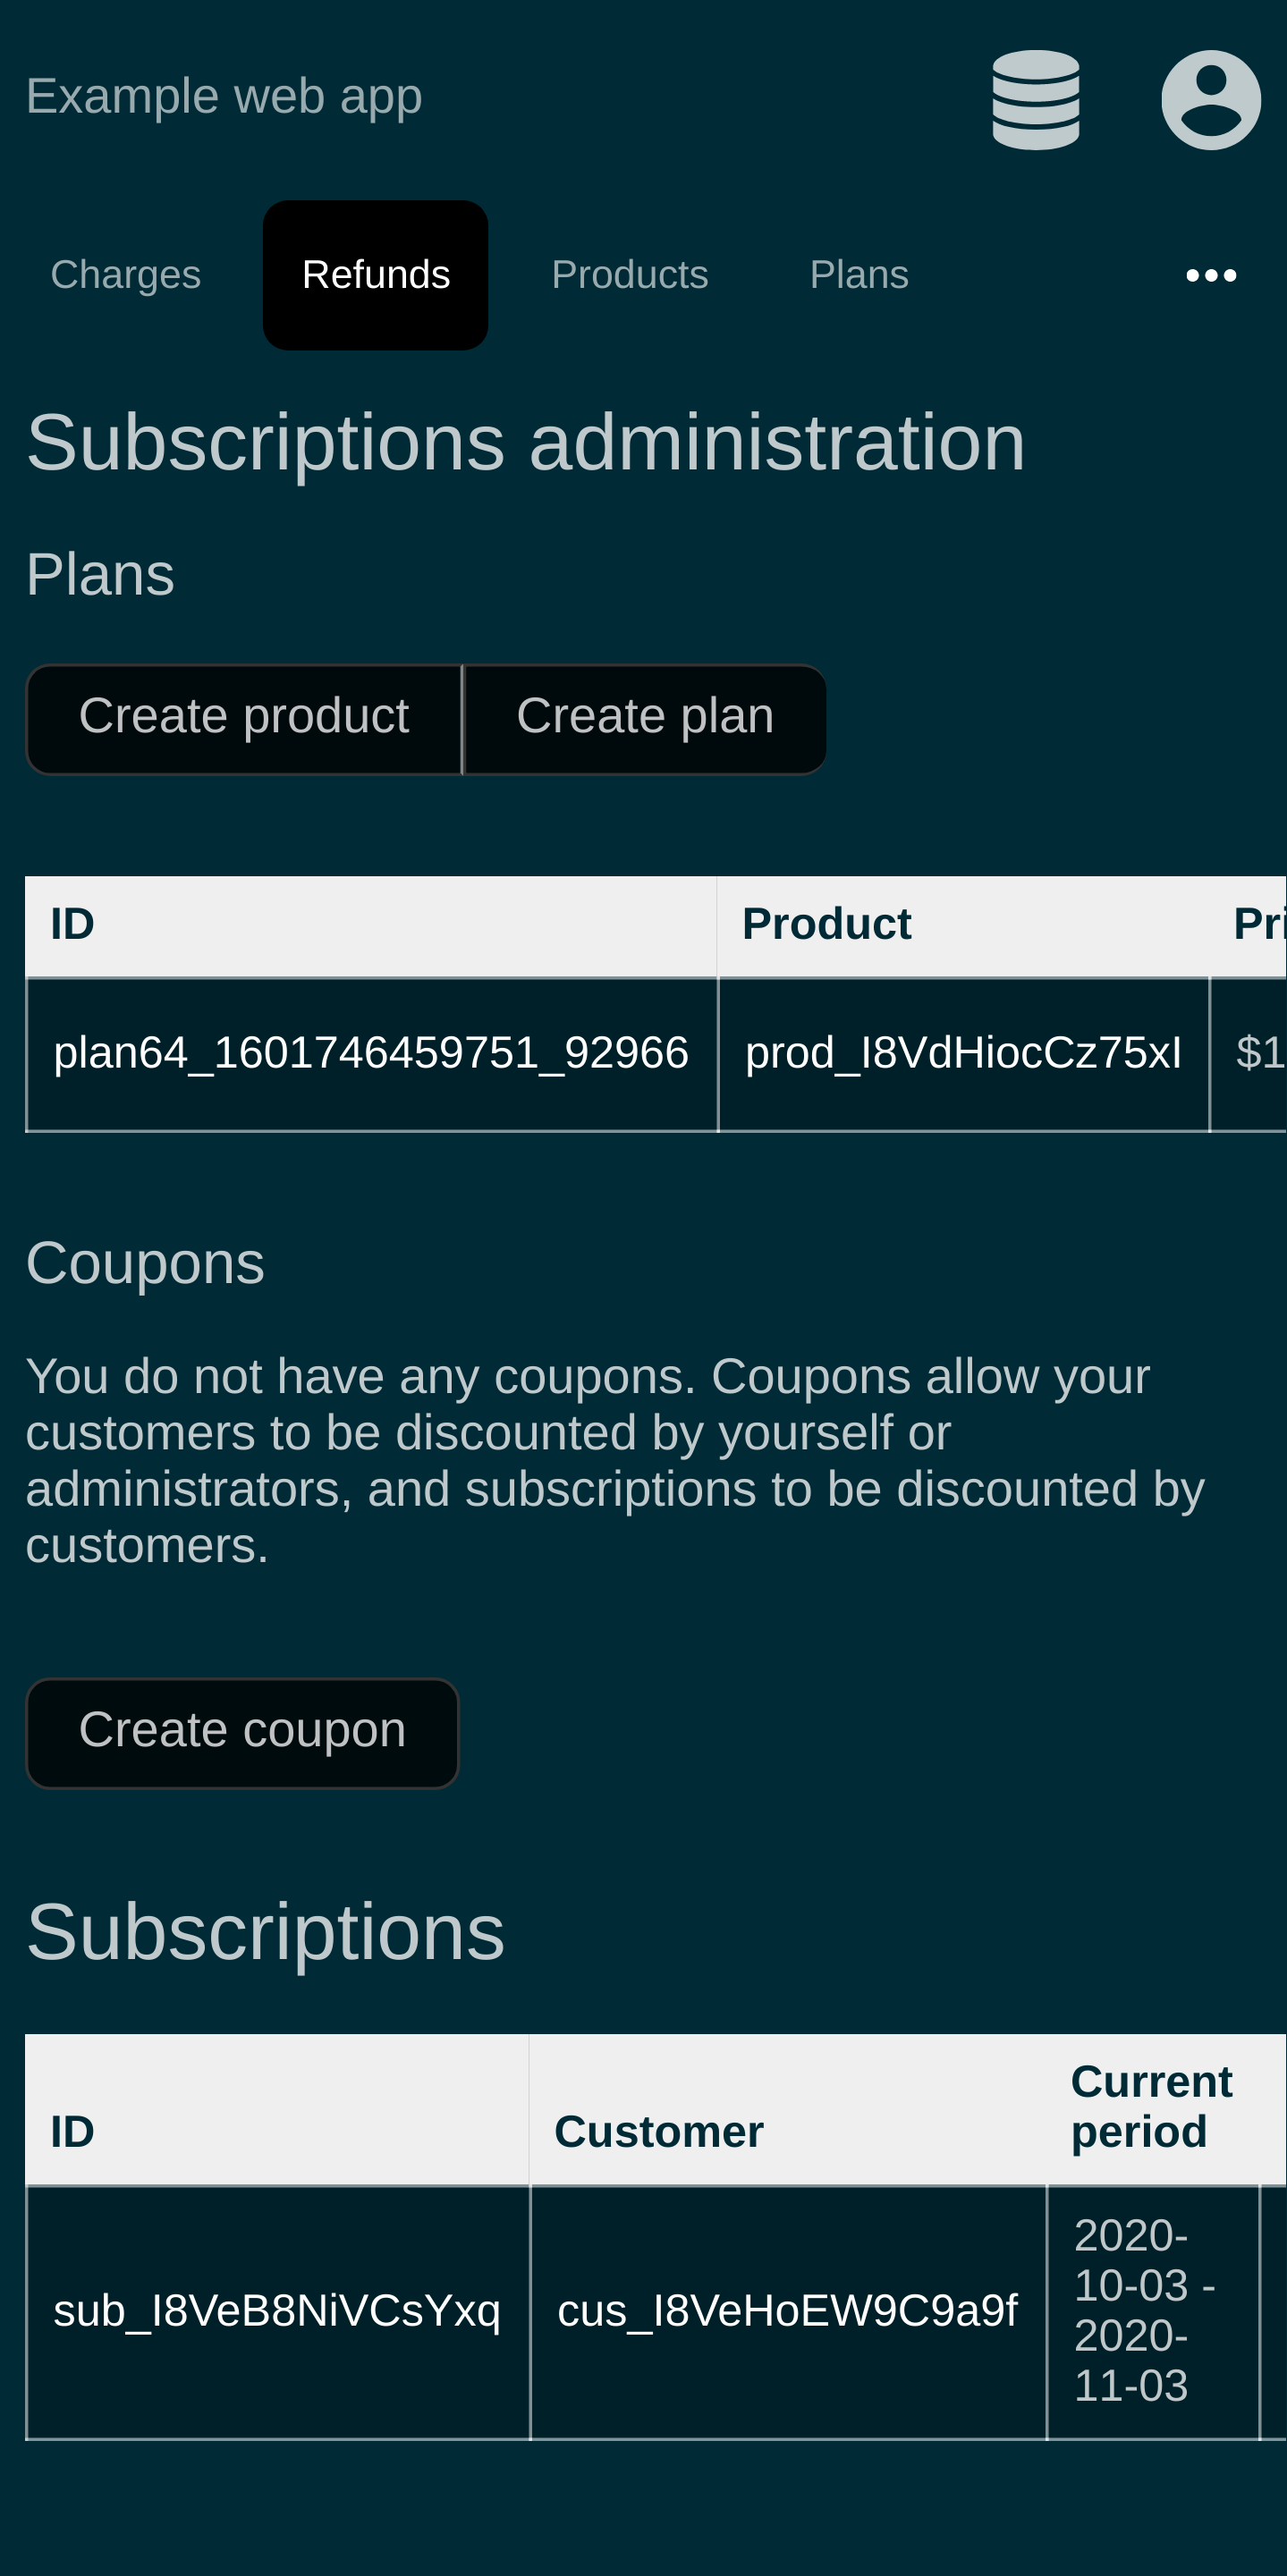 Example web app
Charges Refunds Products Plans
Subscriptions administration
Plans
Create product Create plan
ID Product Pri
plan64_1601746459751_92966 prod_I8VdHiocCz75xI $1
Coupons
You do not have any coupons. Coupons allow your
customers to be discounted by yourself or
administrators, and subscriptions to be discounted by
customers.
Create coupon
Subscriptions
ID Customer Current period
sub_I8VeB8NiVCsYxq cus_I8VeHoEW9C9a9f 2020-
10-03 -
2020-
11-03